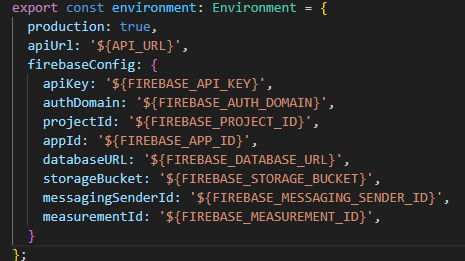 export const environment: Environment = {
production: true,
apiUrl: '${API_URL}',
firebaseConfig: {
apiKey: '${FIREBASE_API_KEY}',
authDomain: '${FIREBASE_AUTH_DOMAIN}',
projectId: '${FIREBASE_PROJECT_ID}',
appId: '${FIREBASE_APP_ID}',
databaseURL: '${FIREBASE_DATABASE_URL}',
storageBucket: '${FIREBASE_STORAGE_BUCKET}',
messagingSenderId: '${FIREBASE_MESSAGING_SENDER_ID}',
measurementId: '${FIREBASE_MEASUREMENT_ID}',
}
};